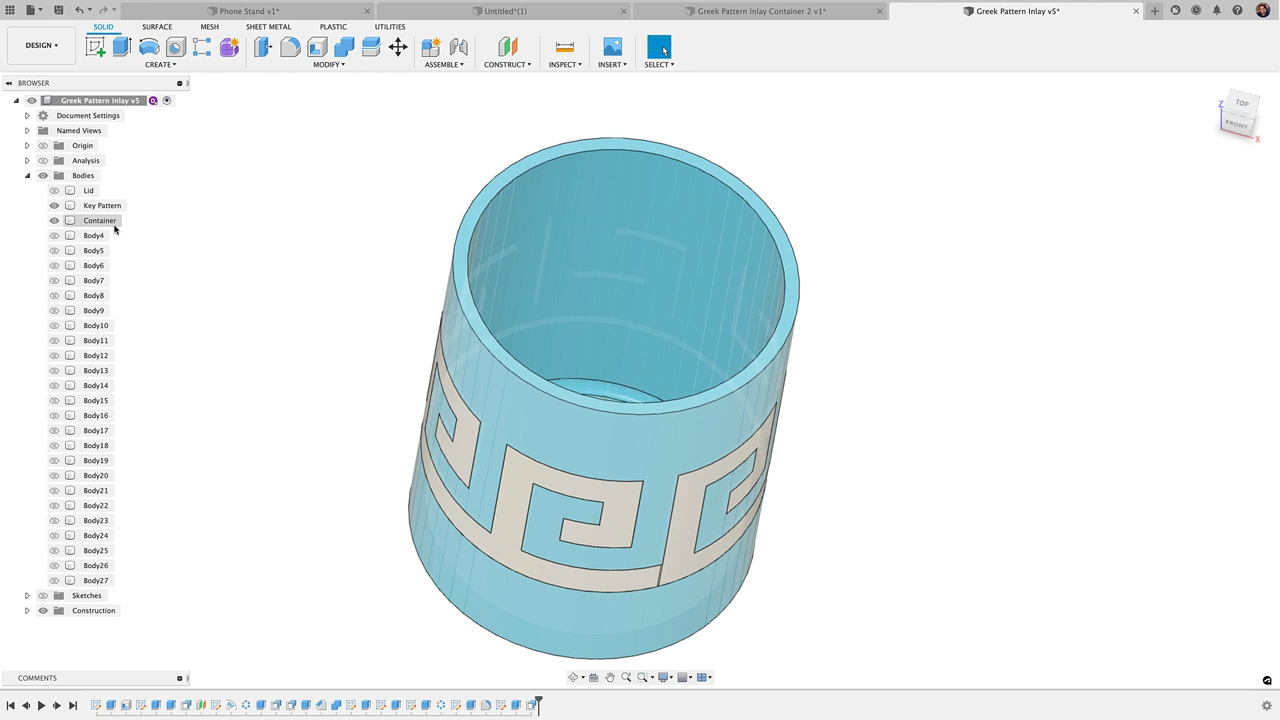 Phone Stand v1*
Untitled*(1)
Greek Pattern Inlay Container 2 v1*
Greek Pattern Inlay v5*
SOLID
SURFACE
MESH
SHEET METAL
PLASTIC
UTILITIES
DESIGN
CREATE
MODIFY
ASSEMBLE
CONSTRUCT
INSPECT
INSERT
SELECT
BROWSER
Greek Pattern Inlay v5
Document Settings
Named Views
Origin
Analysis
Bodies
Lid
Key Pattern
Container
Body4
Body5
Body6
Body7
Body8
Body9
Body10
Body11
Body12
Body13
Body14
Body15
Body16
Body17
Body18
Body19
Body20
Body21
Body22
Body23
Body24
Body25
Body26
Body27
Sketches
Construction
TOP
FRONT
Z
X
COMMENTS